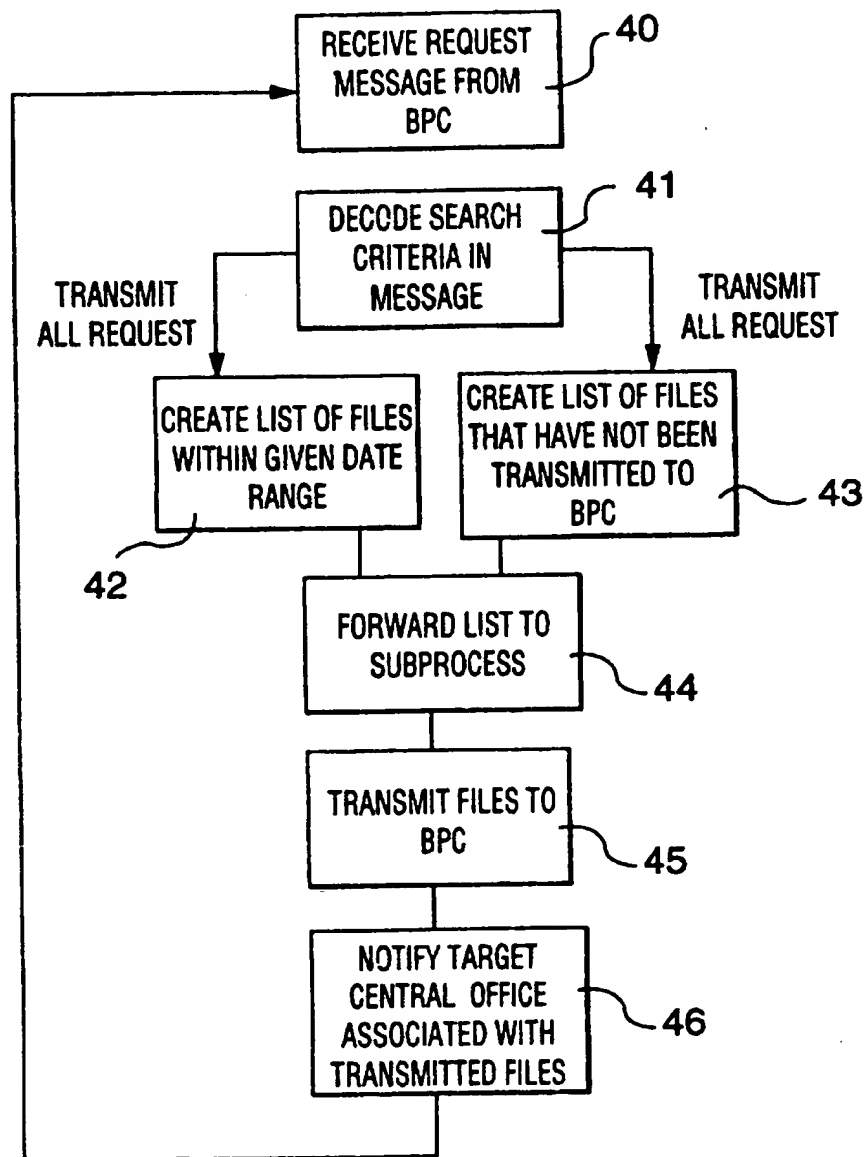 RECEIVE REQUEST
MESSAGE FROM
BPC
40
DECODE SEARCH
CRITERIA IN
MESSAGE
41
TRANSMIT
ALL REQUEST
TRANSMIT
ALL REQUEST
CREATE LIST OF FILES
WITHIN GIVEN DATE
RANGE
42
CREATE LIST OF FILES
THAT HAVE NOT BEEN
TRANSMITTED TO
BPC
43
FORWARD LIST TO
SUBPROCESS
44
TRANSMIT FILES TO
BPC
45
NOTIFY TARGET
CENTRAL OFFICE
ASSOCIATED WITH
TRANSMITTED FILES
46